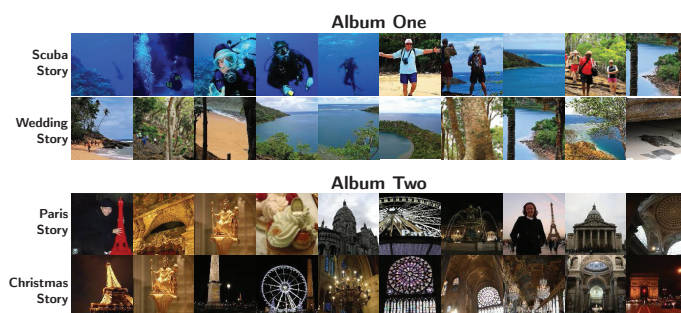 Album One
Scuba
Story
Wedding
Story
Album Two
Paris
Story
Christmas
Story